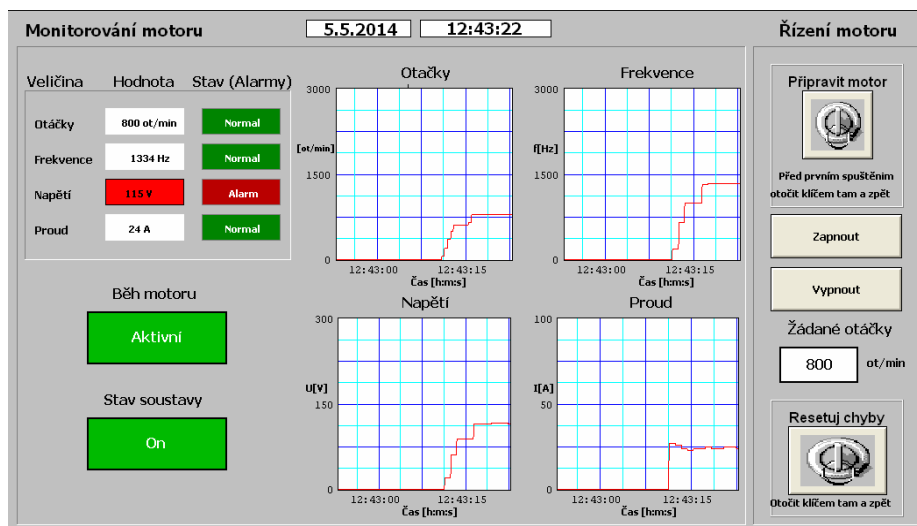 Monitorování motoru
5.5.2014
12:43:22
Řízení motoru
Veličina Hodnota Stav (Alarmy)
Otáčky 800 ot/min Normal
Frekvence 1334 Hz Normal
Napětí 115 V Alarm
Proud 24 A Normal
Běh motoru
Aktivní
Stav soustavy
On
Otačky
3000
[ot/min]
1500
0
12:43:00 12:43:15
Čas [h:m:s]
Frekvence
3000
f[Hz]
1500
0
12:43:00 12:43:15
Čas [h:m:s]
Napětí
300
U[V]
150
0
12:43:00 12:43:15
Čas [h:m:s]
Proud
100
I[A]
50
0
12:43:00 12:43:15
Čas [h:m:s]
Připravit motor
Před prvním spuštěnim
otočit klíčem tam a zpět
Zapnout
Vypnout
Žádané otáčky
800 ot/min
Resetuj chyby
Otočit klíčem tam a zpět